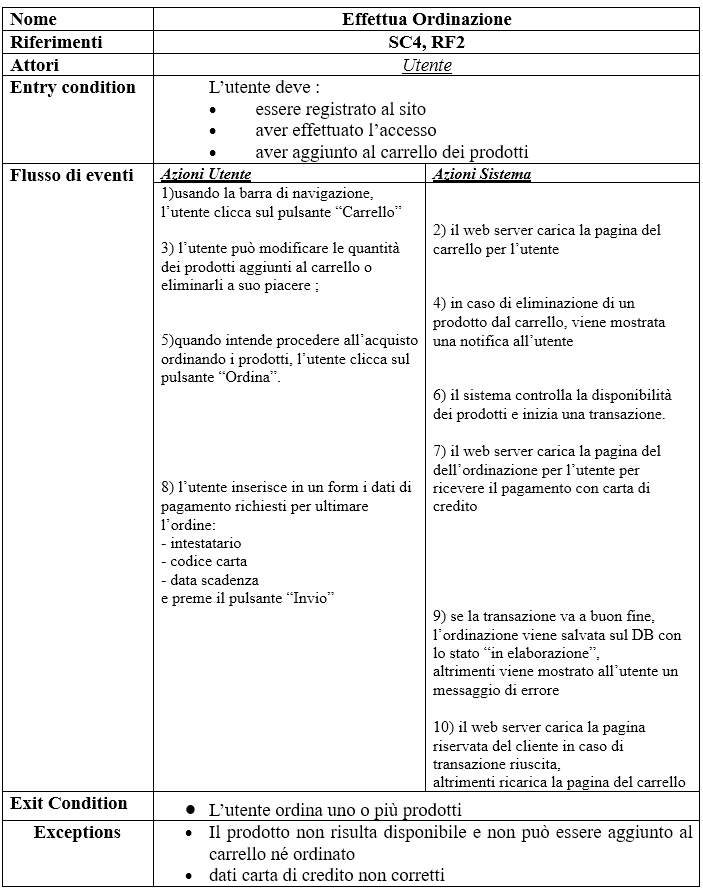 Nome Effettua Ordinazione
Riferimenti SC4, RF2
Attori Utente
Entry condition L’utente deve :
• essere registrato al sito
• aver effettuato l’accesso
• aver aggiunto al carrello dei prodotti
Flusso di eventi Azioni Utente Azioni Sistema
1)usando la barra di navigazione,
l’utente clicca sul pulsante “Carrello”
2) il web server carica la pagina del
carrello per l’utente
3) l’utente può modificare le quantità
dei prodotti aggiunti al carrello o
eliminarli a suo piacere ;
4) in caso di eliminazione di un
prodotto dal carrello, viene mostrata
una notifica all’utente
5)quando intende procedere all’acquisto
ordinando i prodotti, l’utente clicca sul
pulsante “Ordina”.
6) il sistema controlla la disponibilità
dei prodotti e inizia una transazione.
7) il web server carica la pagina del
dell’ordinazione per l’utente per
ricevere il pagamento con carta di
credito
8) l’utente inserisce in un form i dati di
pagamento richiesti per ultimare
l’ordine:
- intestatario
- codice carta
- data scadenza
e preme il pulsante “Invio”
9) se la transazione va a buon fine,
l’ordinazione viene salvata sul DB con
lo stato “in elaborazione”,
altrimenti viene mostrato all’utente un
messaggio di errore
10) il web server carica la pagina
riservata del cliente in caso di
transazione riuscita,
altrimenti ricarica la pagina del carrello
Exit Condition • L’utente ordina uno o più prodotti
Exceptions • Il prodotto non risulta disponibile e non può essere aggiunto al
carrello né ordinato
• dati carta di credito non corretti